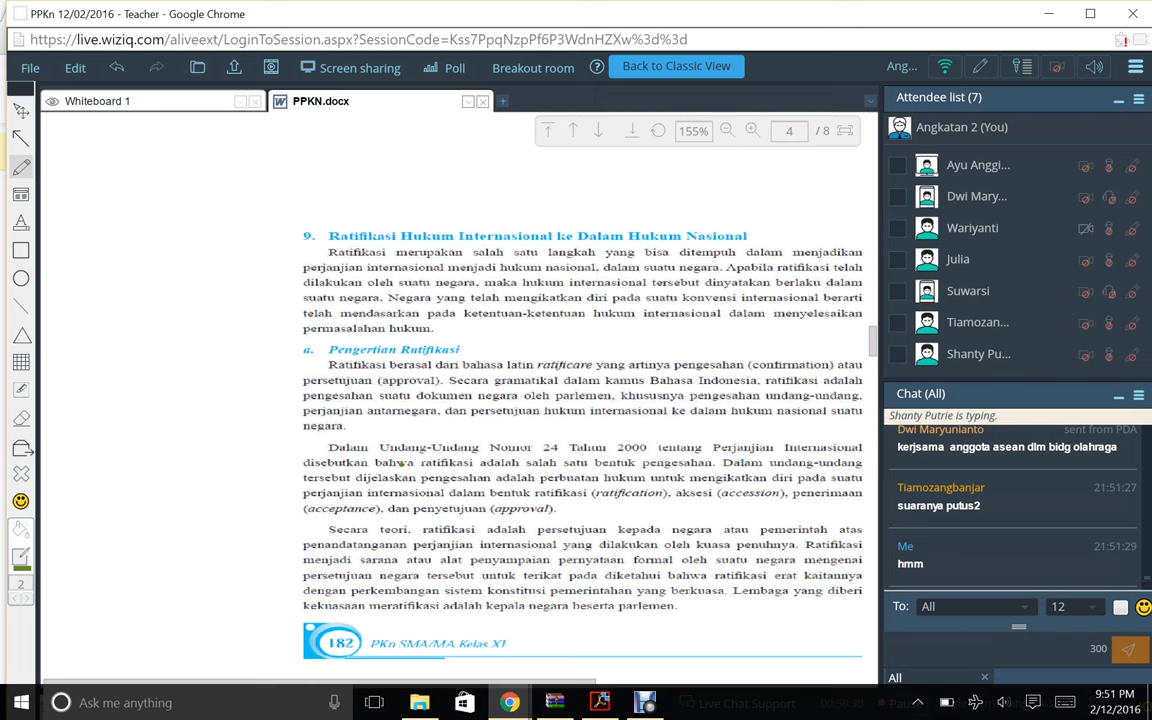 PPKn 12/02/2016 - Teacher - Google Chrome
https://live.wiziq.com/aliveext/LoginToSession.aspx?SessionCode=Kss7PpqNzpPf6P3WdnHZXw%3d%3d
File Edit Screen sharing Poll Breakout room ? Back to Classic View Ang...
Whiteboard 1 PPKN.docx
155% 4 / 8
9. Ratifikasi Hukum Internasional ke Dalam Hukum Nasional
Ratifikasi merupakan salah satu langkah yang bisa ditempuh dalam menjadikan
perjanjian internasional menjadi hukum nasional, dalam suatu negara. Apabila ratifikasi telah
dilakukan oleh suatu negara, maka hukum internasional tersebut dinyatakan berlaku dalam
suatu negara. Negara yang telah mengikatkan diri pada suatu konvensi internasional berarti
telah mendasarkan pada ketentuan-ketentuan hukum internasional dalam menyelesaikan
permasalahan hukum.
a. Pengertian Ratifikasi
Ratifikasi berasal dari bahasa latin ratificare yang artinya pengesahan (confirmation) atau
persetujuan (approval). Secara gramatikal dalam kamus Bahasa Indonesia, ratifikasi adalah
pengesahan suatu dokumen negara oleh parlemen, khususnya pengesahan undang-undang,
perjanjian antarnegara, dan persetujuan hukum internasional ke dalam hukum nasional suatu
negara.
Dalam Undang-Undang Nomor 24 Tahun 2000 tentang Perjanjian Internasional
disebutkan bahwa ratifikasi adalah salah satu bentuk pengesahan. Dalam undang-undang
tersebut dijelaskan pengesahan adalah perbuatan hukum untuk mengikatkan diri pada suatu
perjanjian internasional dalam bentuk ratifikasi (ratification), aksesi (accession), penerimaan
(acceptance), dan penyetujuan (approval).
Secara teori, ratifikasi adalah persetujuan kepada negara atau pemerintah atas
penandatanganan perjanjian internasional yang dilakukan oleh kuasa penuhnya. Ratifikasi
menjadi sarana atau alat penyampaian pernyataan formal oleh suatu negara mengenai
persetujuan negara tersebut untuk terikat pada diketahui bahwa ratifikasi erat kaitannya
dengan perkembangan sistem konstitusi pemerintahan yang berkuasa. Lembaga yang diberi
kekuasaan meratifikasi adalah kepala negara beserta parlemen.
182 PKn SMA/MA Kelas XI
2
Attendee list (7)
Angkatan 2 (You)
Ayu Anggi...
Dwi Mary...
Wariyanti
Julia
Suwarsi
Tiamozan...
Shanty Pu...
Chat (All)
Shanty Putrie is typing.
Dwi Maryunianto sent from PDA
kerjsama anggota asean dlm bidg olahraga
Tiamozangbanjar 21:51:27
suaranya putus2
Me 21:51:29
hmm
To: All 12
300
All
Live Chat Support 00:50:30 Pause
Ask me anything
9:51 PM
2/12/2016